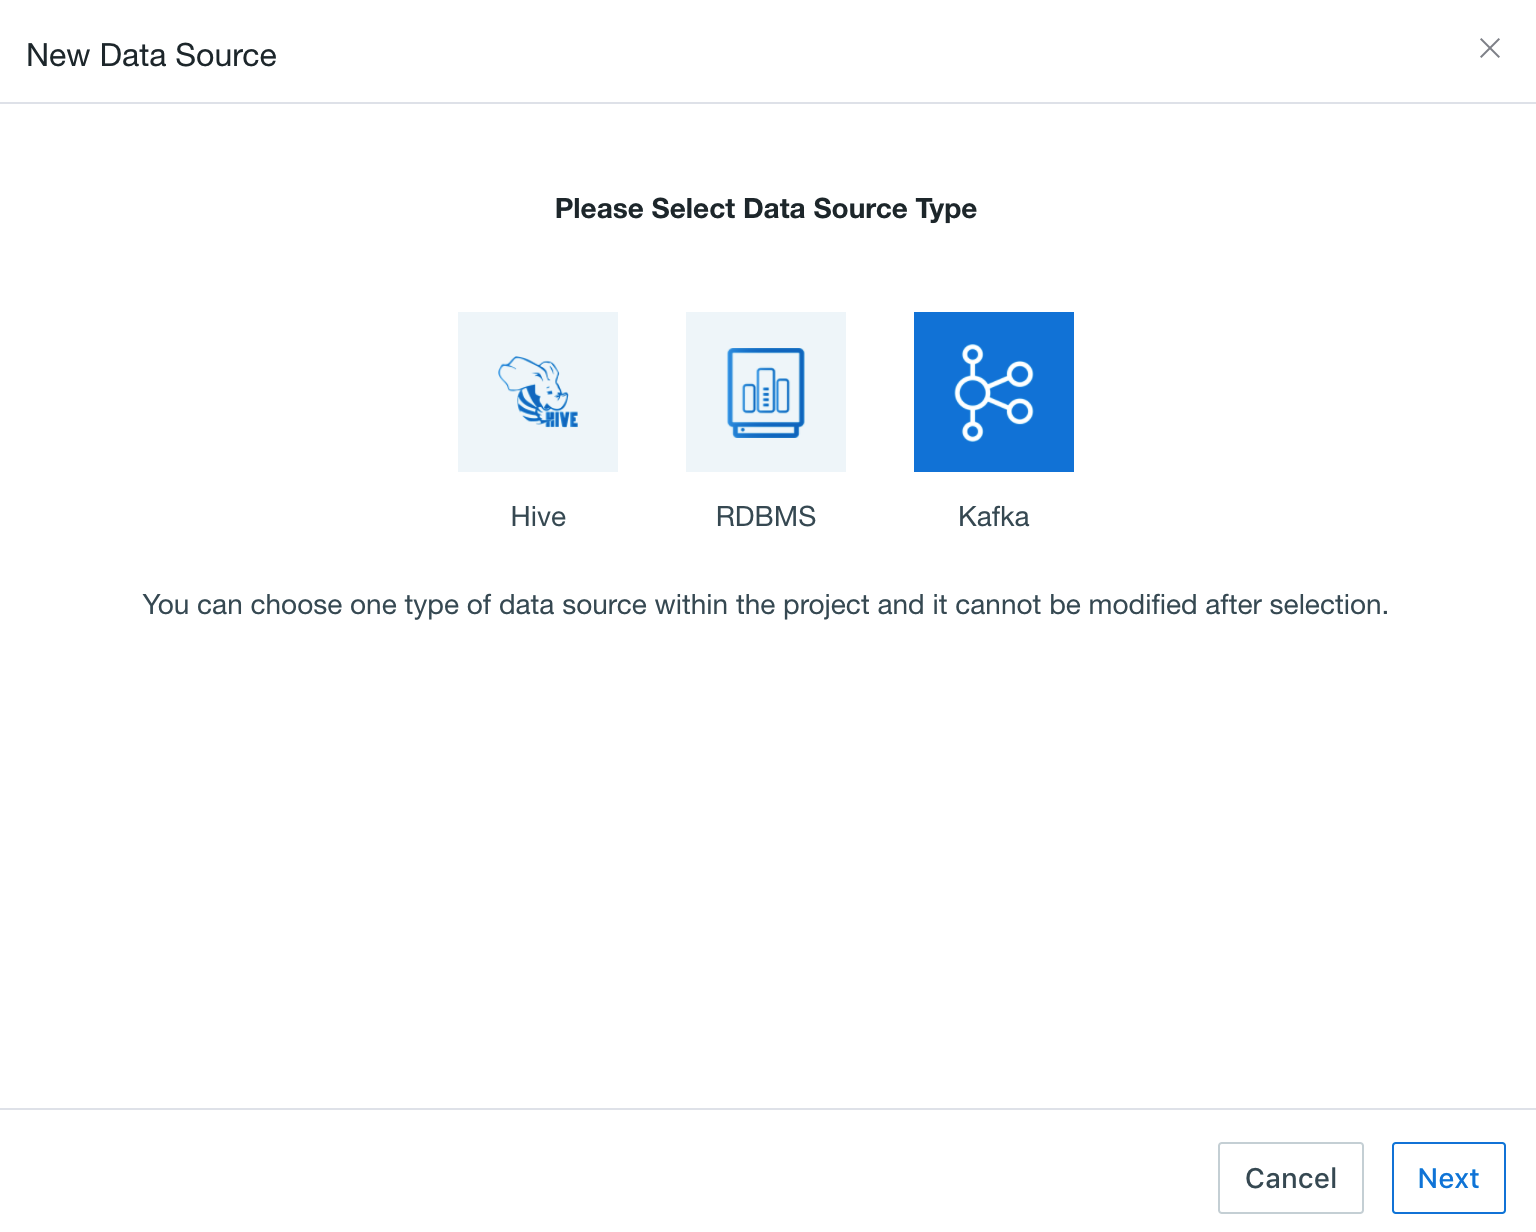 New Data Source
Please Select Data Source Type
HIVE
Hive
RDBMS
Kafka
You can choose one type of data source within the project and it cannot be modified after selection.
Cancel
Next